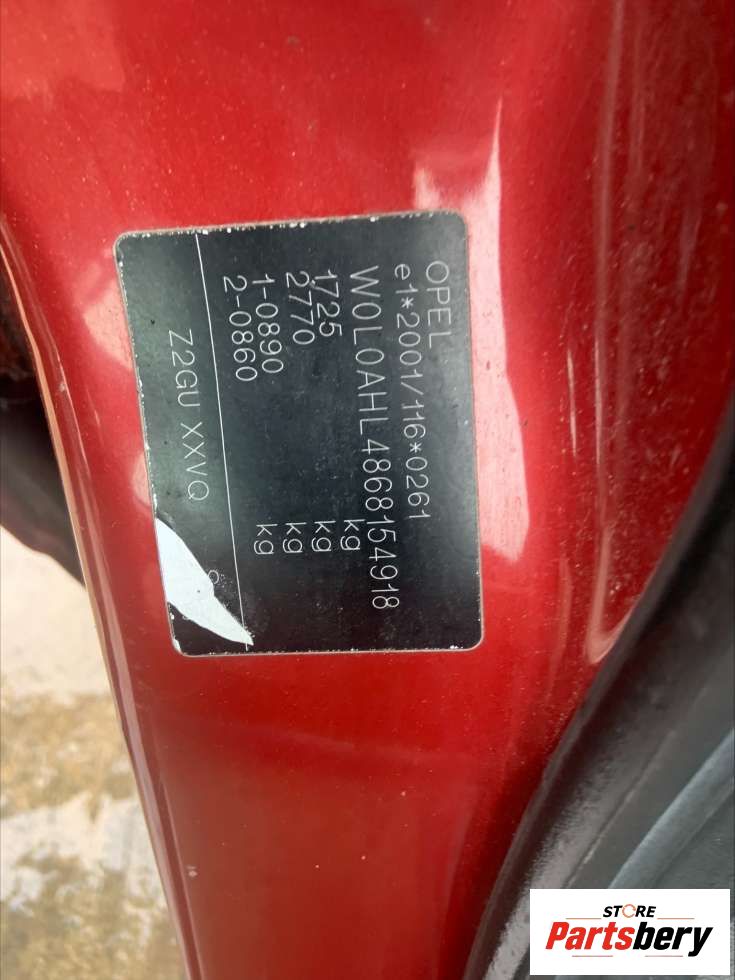 OPEL
e1*2001/116*0261
W0L0AHL4868154918
1725 kg
2770 kg
1-0890 kg
2-0860 kg
Z2GU XXVQ
STORE
Partsbery